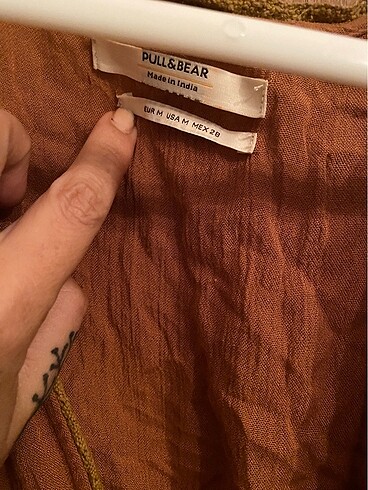 PULL&BEAR
Made in India
EUR M USA M MEX 28